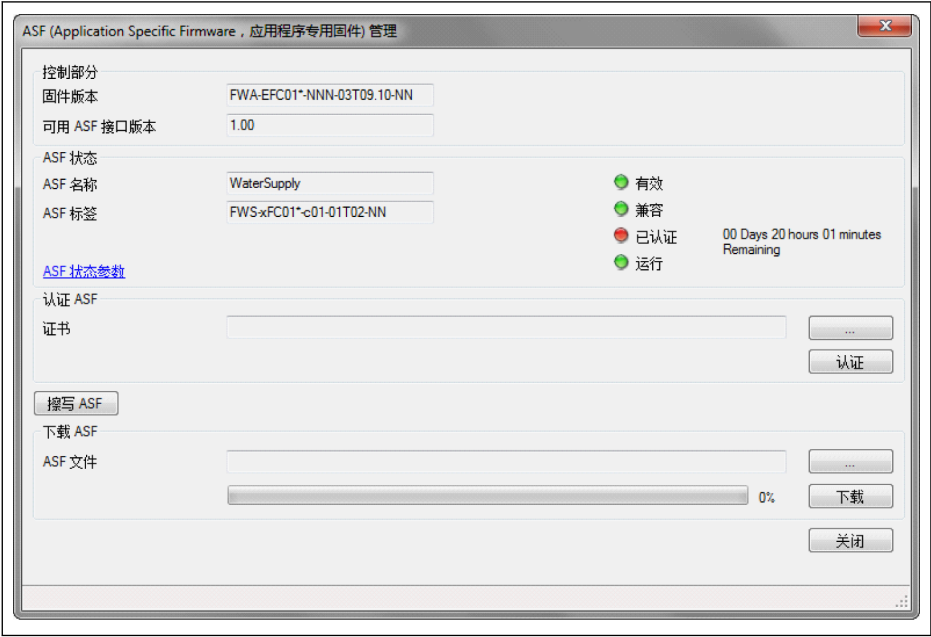 ASF (Application Specific Firmware，应用程序专用固件) 管理
控制部分
固件版本 FWA-EFC01*-NNN-03T09.10-NN
可用 ASF 接口版本 1.00
ASF 状态
ASF 名称 WaterSupply 有效
ASF 标签 FWS-xFC01*-c01-01T02-NN 兼容
已认证 00 Days 20 hours 01 minutes
Remaining
运行
ASF 状态参数
认证 ASF
证书 ...
认证
擦写 ASF
下载 ASF
ASF 文件 ...
0% 下载
关闭